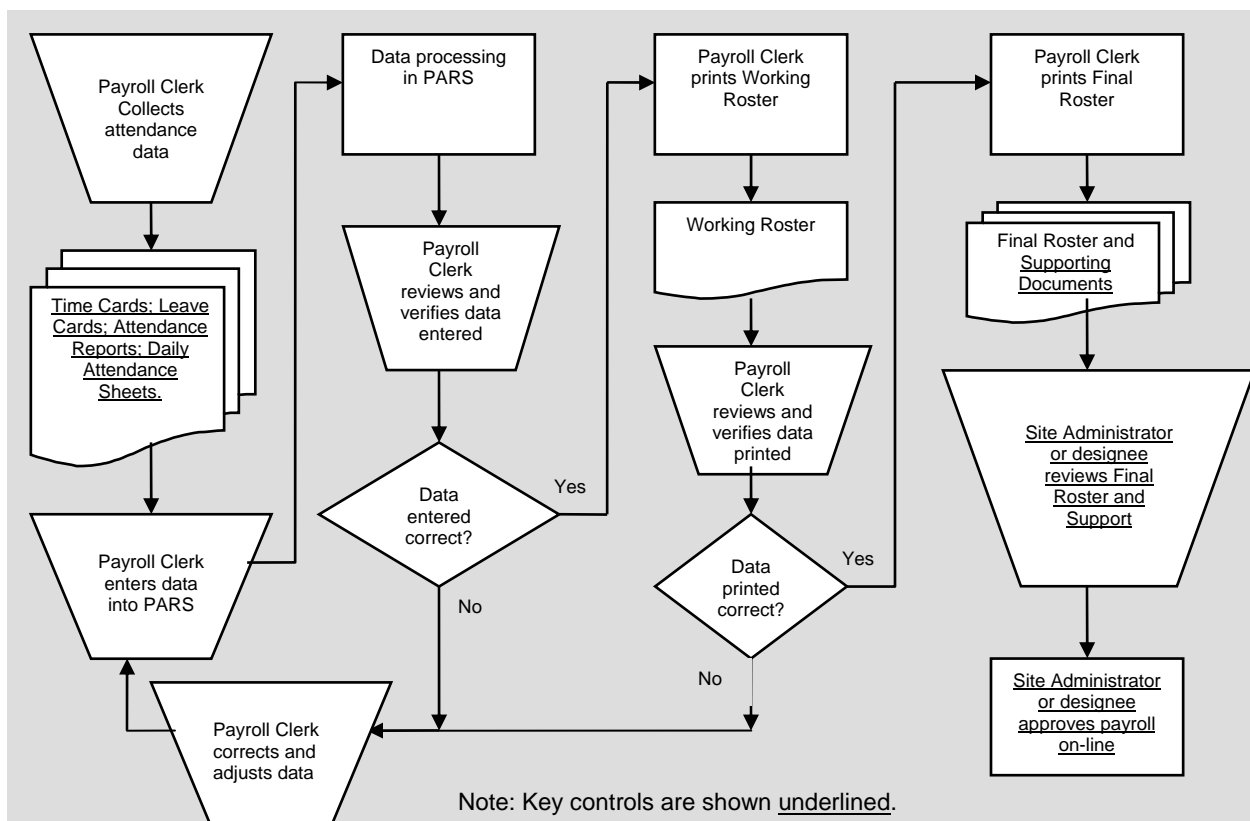 Payroll Clerk
Collects
attendance
data
Time Cards; Leave
Cards; Attendance
Reports; Daily
Attendance
Sheets.
Payroll Clerk
enters data
into PARS
Payroll Clerk
corrects and
adjusts data
Data processing
in PARS
Payroll
Clerk
reviews and
verifies data
entered
Data
entered
correct?
Yes
No
Payroll Clerk
prints Working
Roster
Working Roster
Payroll
Clerk
reviews and
verifies data
printed
Data
printed
correct?
Yes
No
Payroll Clerk
prints Final
Roster
Final Roster and
Supporting
Documents
Site Administrator
or designee
reviews Final
Roster and
Support
Site Administrator
or designee
approves payroll
on-line
Note: Key controls are shown underlined.